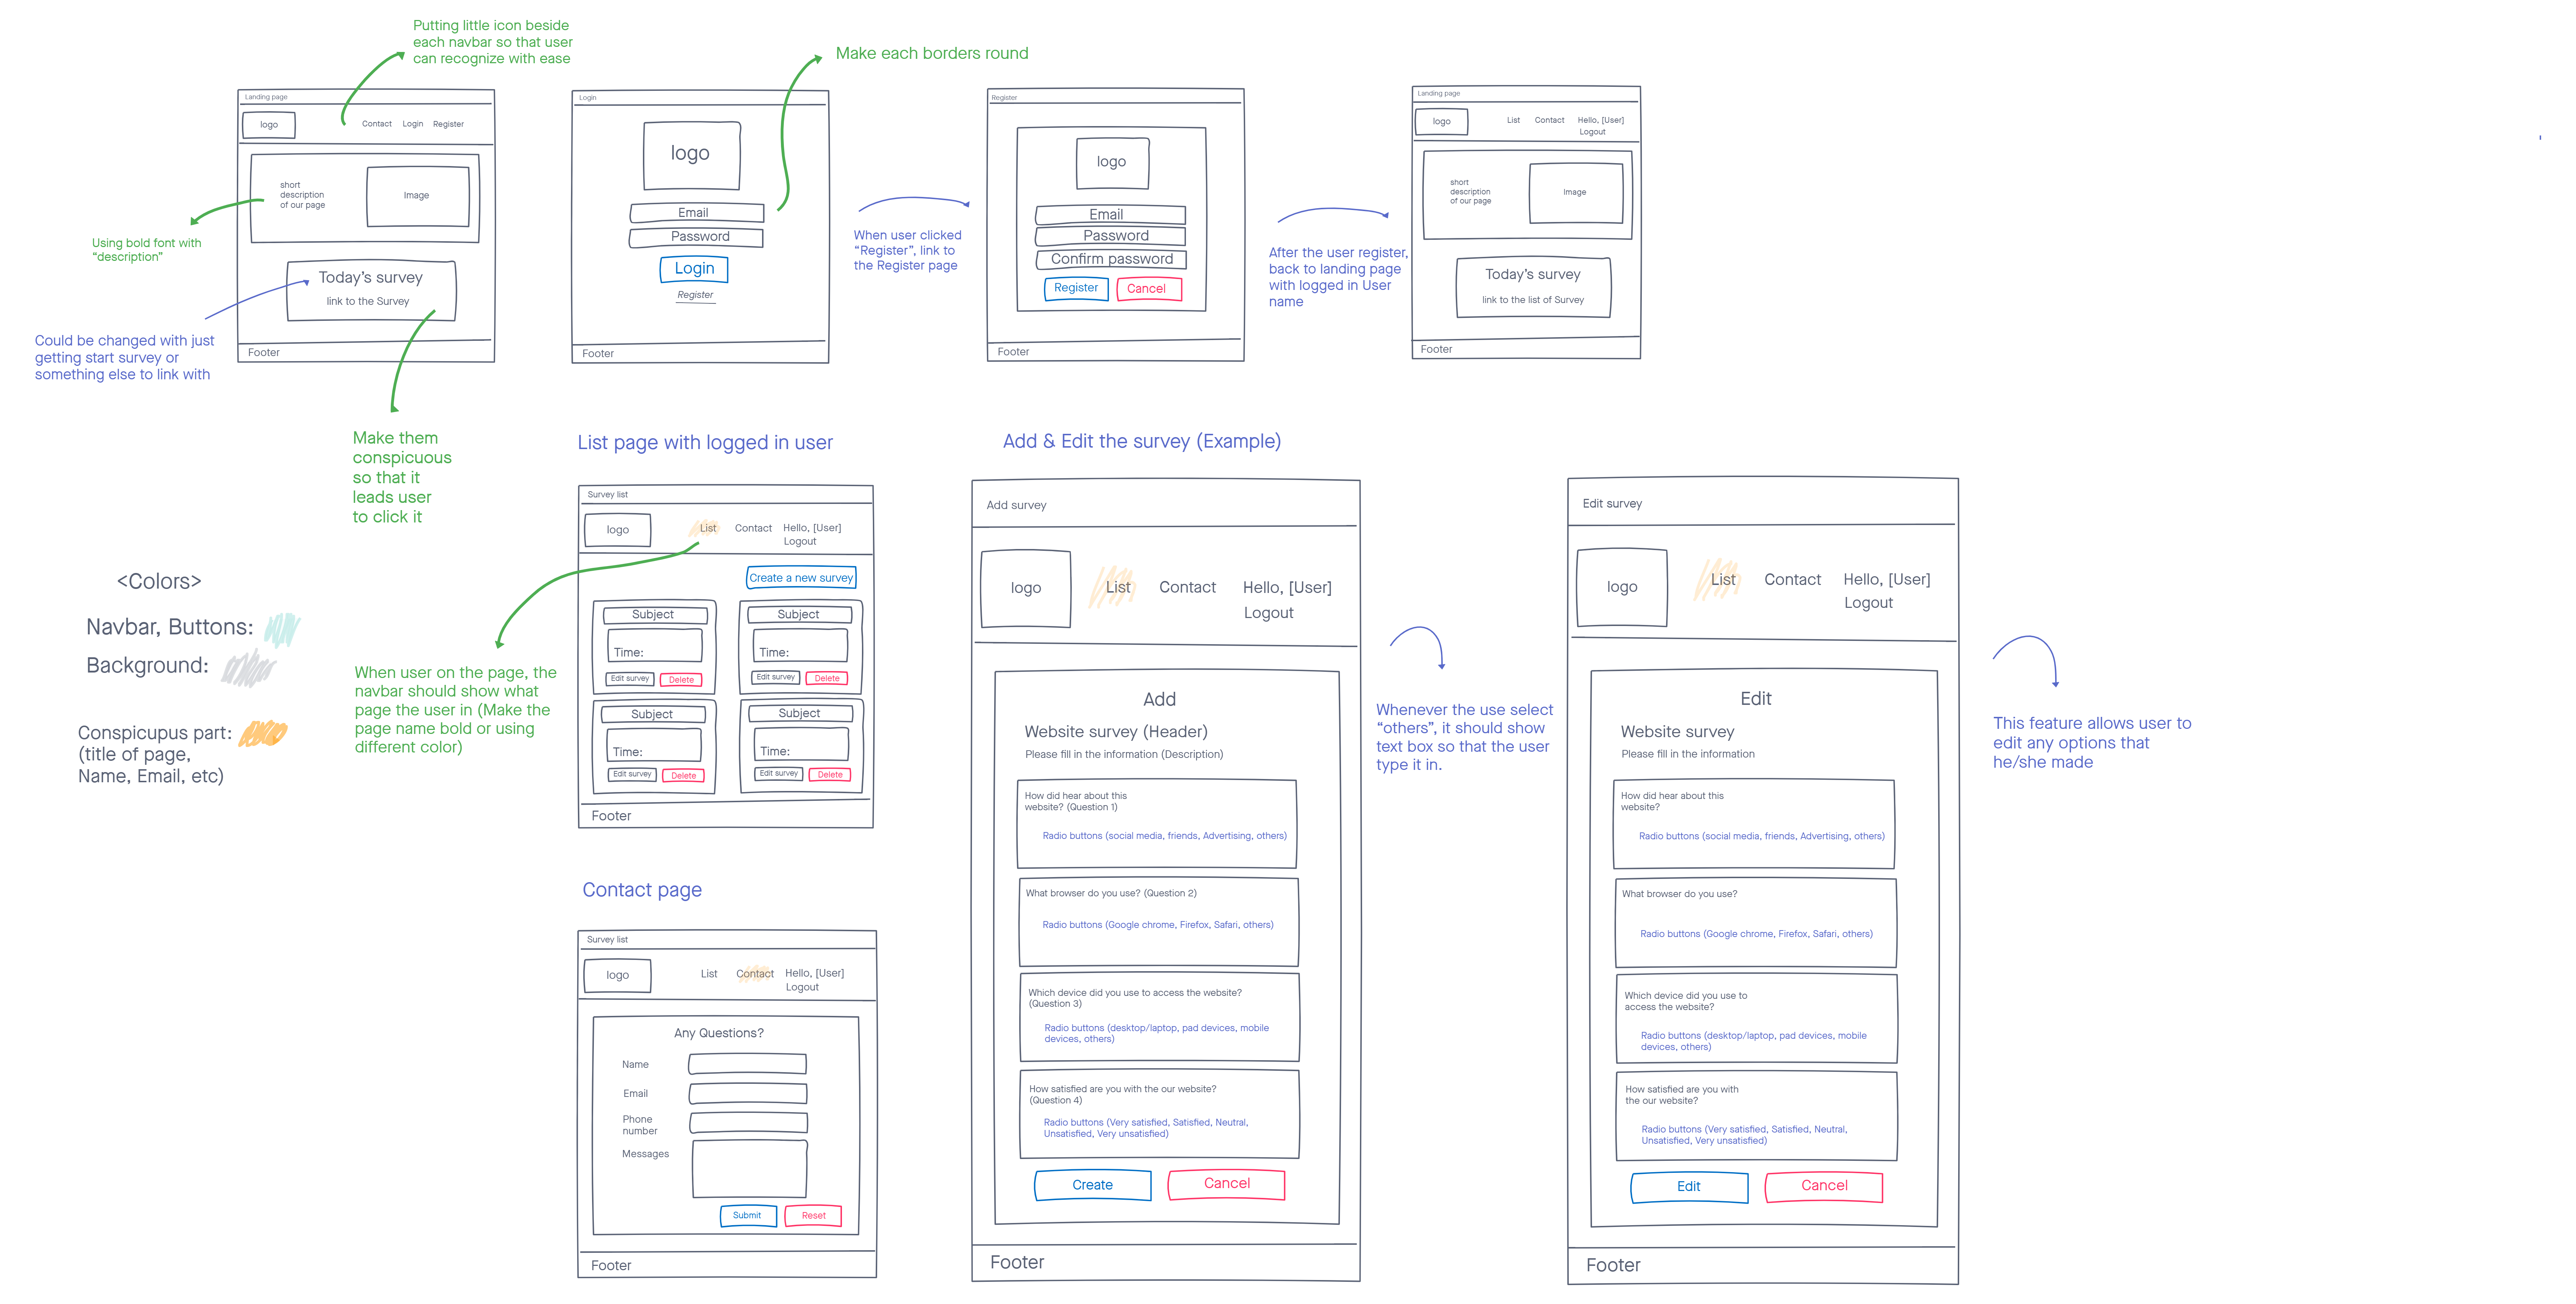 Putting little icon beside
each navbar so that user
can recognize with ease
Make each borders round
Landing page
logo
Contact Login Register
short
description
of our page
Image
Using bold font with
“description”
Today’s survey
link to the Survey
Could be changed with just
getting start survey or
something else to link with
Footer
Make them
conspicuous
so that it
leads user
to click it
Login
logo
Email
Password
Login
Register
Footer
When user clicked
“Register”, link to
the Register page
Register
logo
Email
Password
Confirm password
Register Cancel
Footer
After the user register,
back to landing page
with logged in User
name
Landing page
logo
List Contact Hello, [User]
Logout
short
description
of our page
Image
Today’s survey
link to the list of Survey
Footer
<Colors>
Navbar, Buttons:
Background:
Conspicupus part:
(title of page,
Name, Email, etc)
List page with logged in user
Survey list
logo
List Contact Hello, [User]
Logout
Create a new survey
Subject
Time:
Edit survey Delete
Subject
Time:
Edit survey Delete
Subject
Time:
Edit survey Delete
Subject
Time:
Edit survey Delete
Footer
When user on the page, the
navbar should show what
page the user in (Make the
page name bold or using
different color)
Contact page
Survey list
logo
List Contact Hello, [User]
Logout
Any Questions?
Name
Email
Phone
number
Messages
Submit Reset
Footer
Add & Edit the survey (Example)
Add survey
logo
List Contact Hello, [User]
Logout
Add
Website survey (Header)
Please fill in the information (Description)
How did hear about this
website? (Question 1)
Radio buttons (social media, friends, Advertising, others)
What browser do you use? (Question 2)
Radio buttons (Google chrome, Firefox, Safari, others)
Which device did you use to access the website?
(Question 3)
Radio buttons (desktop/laptop, pad devices, mobile
devices, others)
How satisfied are you with the our website?
(Question 4)
Radio buttons (Very satisfied, Satisfied, Neutral,
Unsatisfied, Very unsatisfied)
Create Cancel
Footer
Whenever the use select
“others”, it should show
text box so that the user
type it in.
Edit survey
logo
List Contact Hello, [User]
Logout
Edit
Website survey
Please fill in the information
How did hear about this
website?
Radio buttons (social media, friends, Advertising, others)
What browser do you use?
Radio buttons (Google chrome, Firefox, Safari, others)
Which device did you use to
access the website?
Radio buttons (desktop/laptop, pad devices, mobile
devices, others)
How satisfied are you with
the our website?
Radio buttons (Very satisfied, Satisfied, Neutral,
Unsatisfied, Very unsatisfied)
Edit Cancel
Footer
This feature allows user to
edit any options that
he/she made